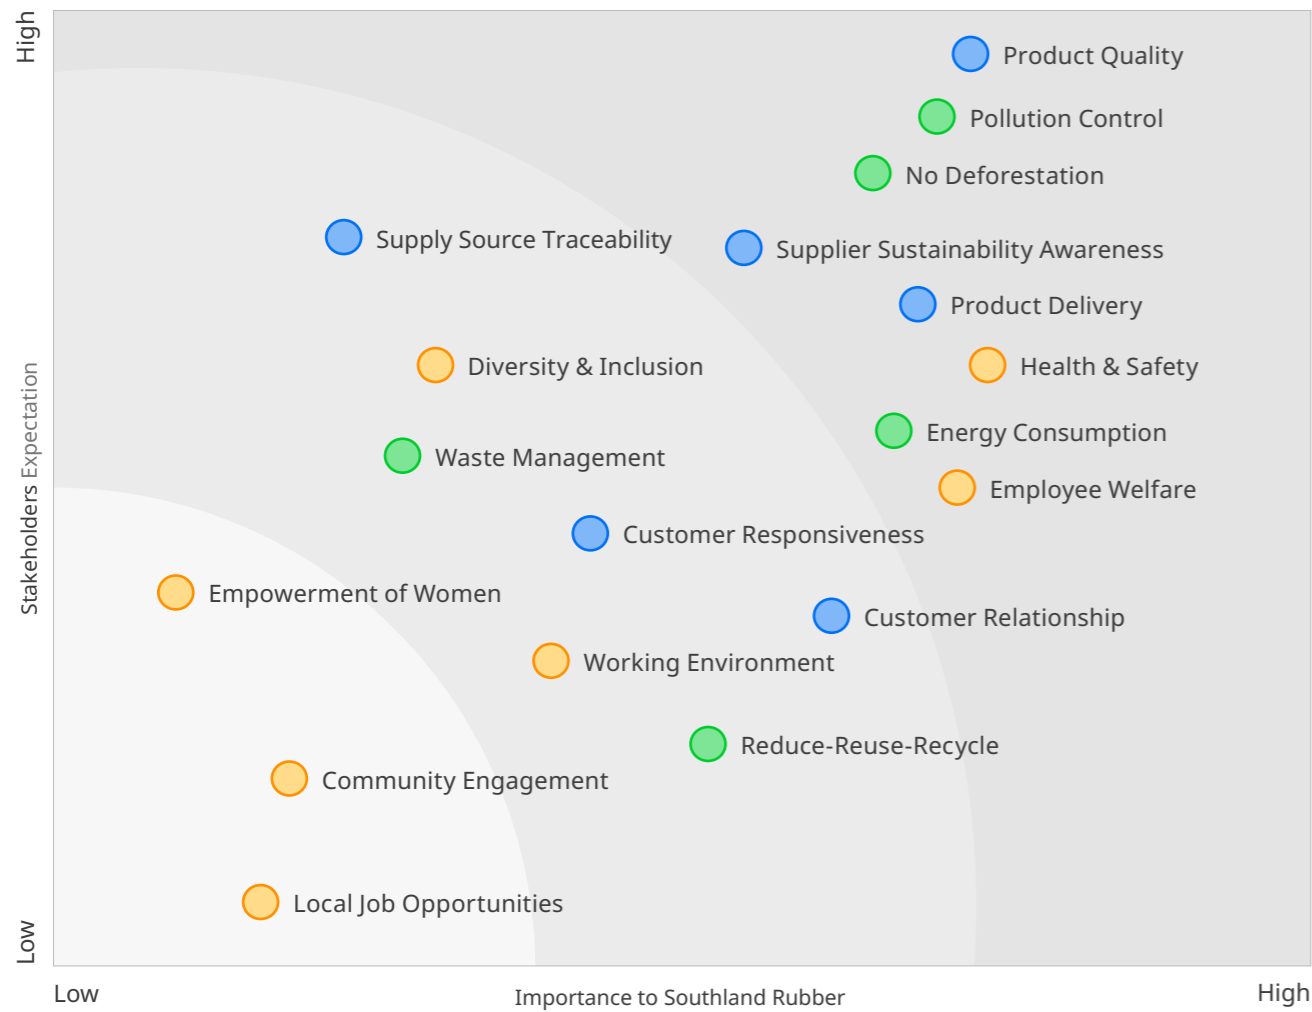 High
Product Quality
Pollution Control
No Deforestation
Supply Source Traceability
Supplier Sustainability Awareness
Product Delivery
Diversity & Inclusion
Health & Safety
Energy Consumption
Waste Management
Employee Welfare
Stakeholders Expectation
Customer Responsiveness
Empowerment of Women
Customer Relationship
Working Environment
Reduce-Reuse-Recycle
Community Engagement
Local Job Opportunities
Low
Low
Importance to Southland Rubber
High